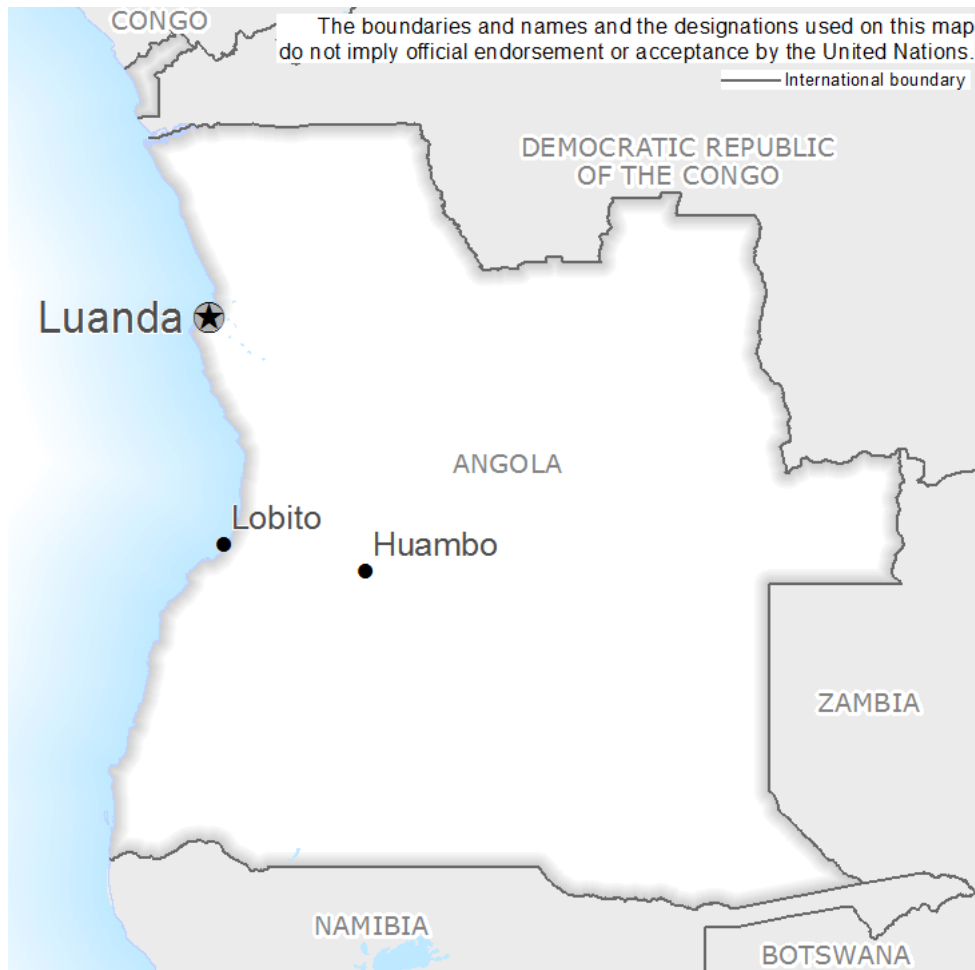 CONGO
The boundaries and names and the designations used on this map
do not imply official endorsement or acceptance by the United Nations.
International boundary
DEMOCRATIC REPUBLIC
OF THE CONGO
Luanda
ANGOLA
Lobito
Huambo
ZAMBIA
NAMIBIA
BOTSWANA